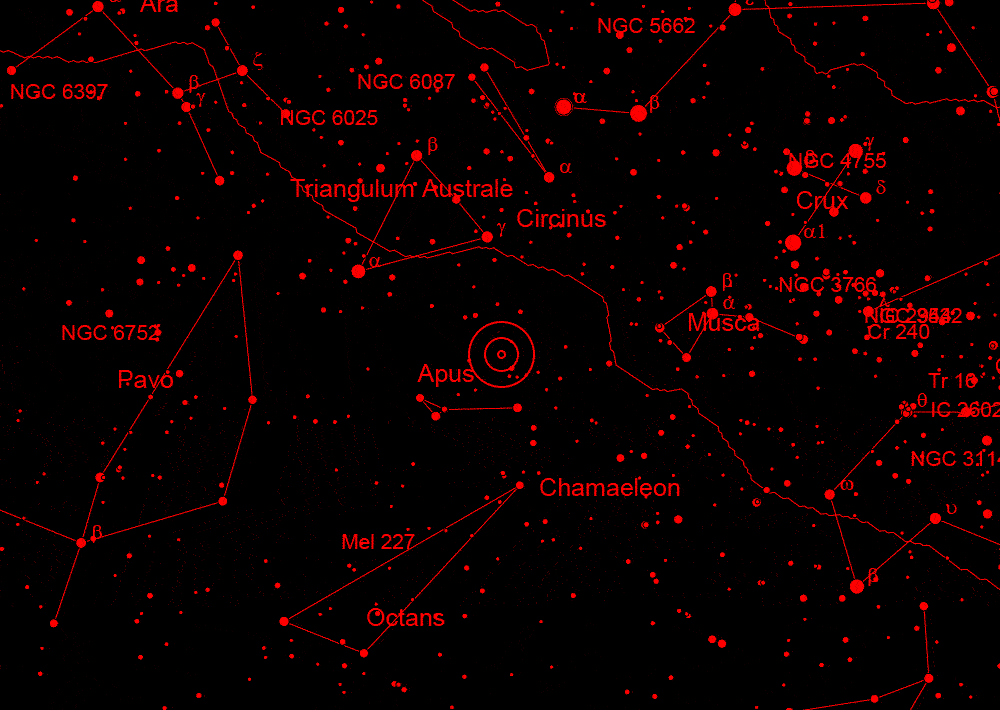 Ara
NGC 5662
ζ
NGC 6397
β
γ
NGC 6087
α
β
NGC 6025
β
γ
β
NGC 4755
α
Triangulum Australe
δ
Crux
Circinus
γ
α1
α
β
NGC 3766
α
Musca
Cr 240
NGC 6752
Pavo
Apus
Tr 16
θ
IC 2602
NGC 3114
Chamaeleon
ω
υ
β
Mel 227
β
Octans